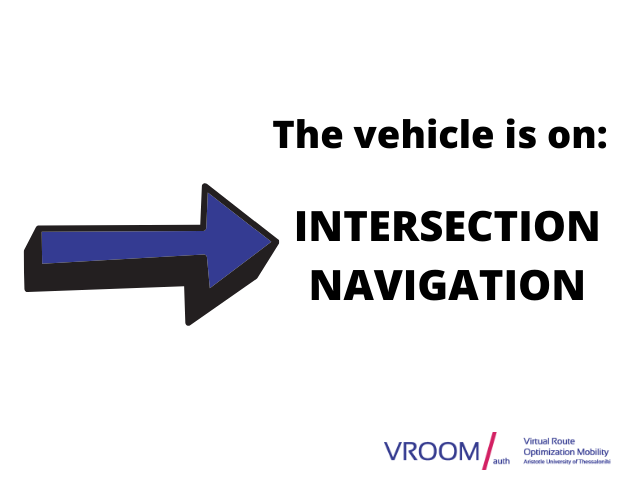 The vehicle is on:
INTERSECTION
NAVIGATION
VROOM/auth
Virtual Route
Optimization Mobility
Aristotle University of Thessaloniki